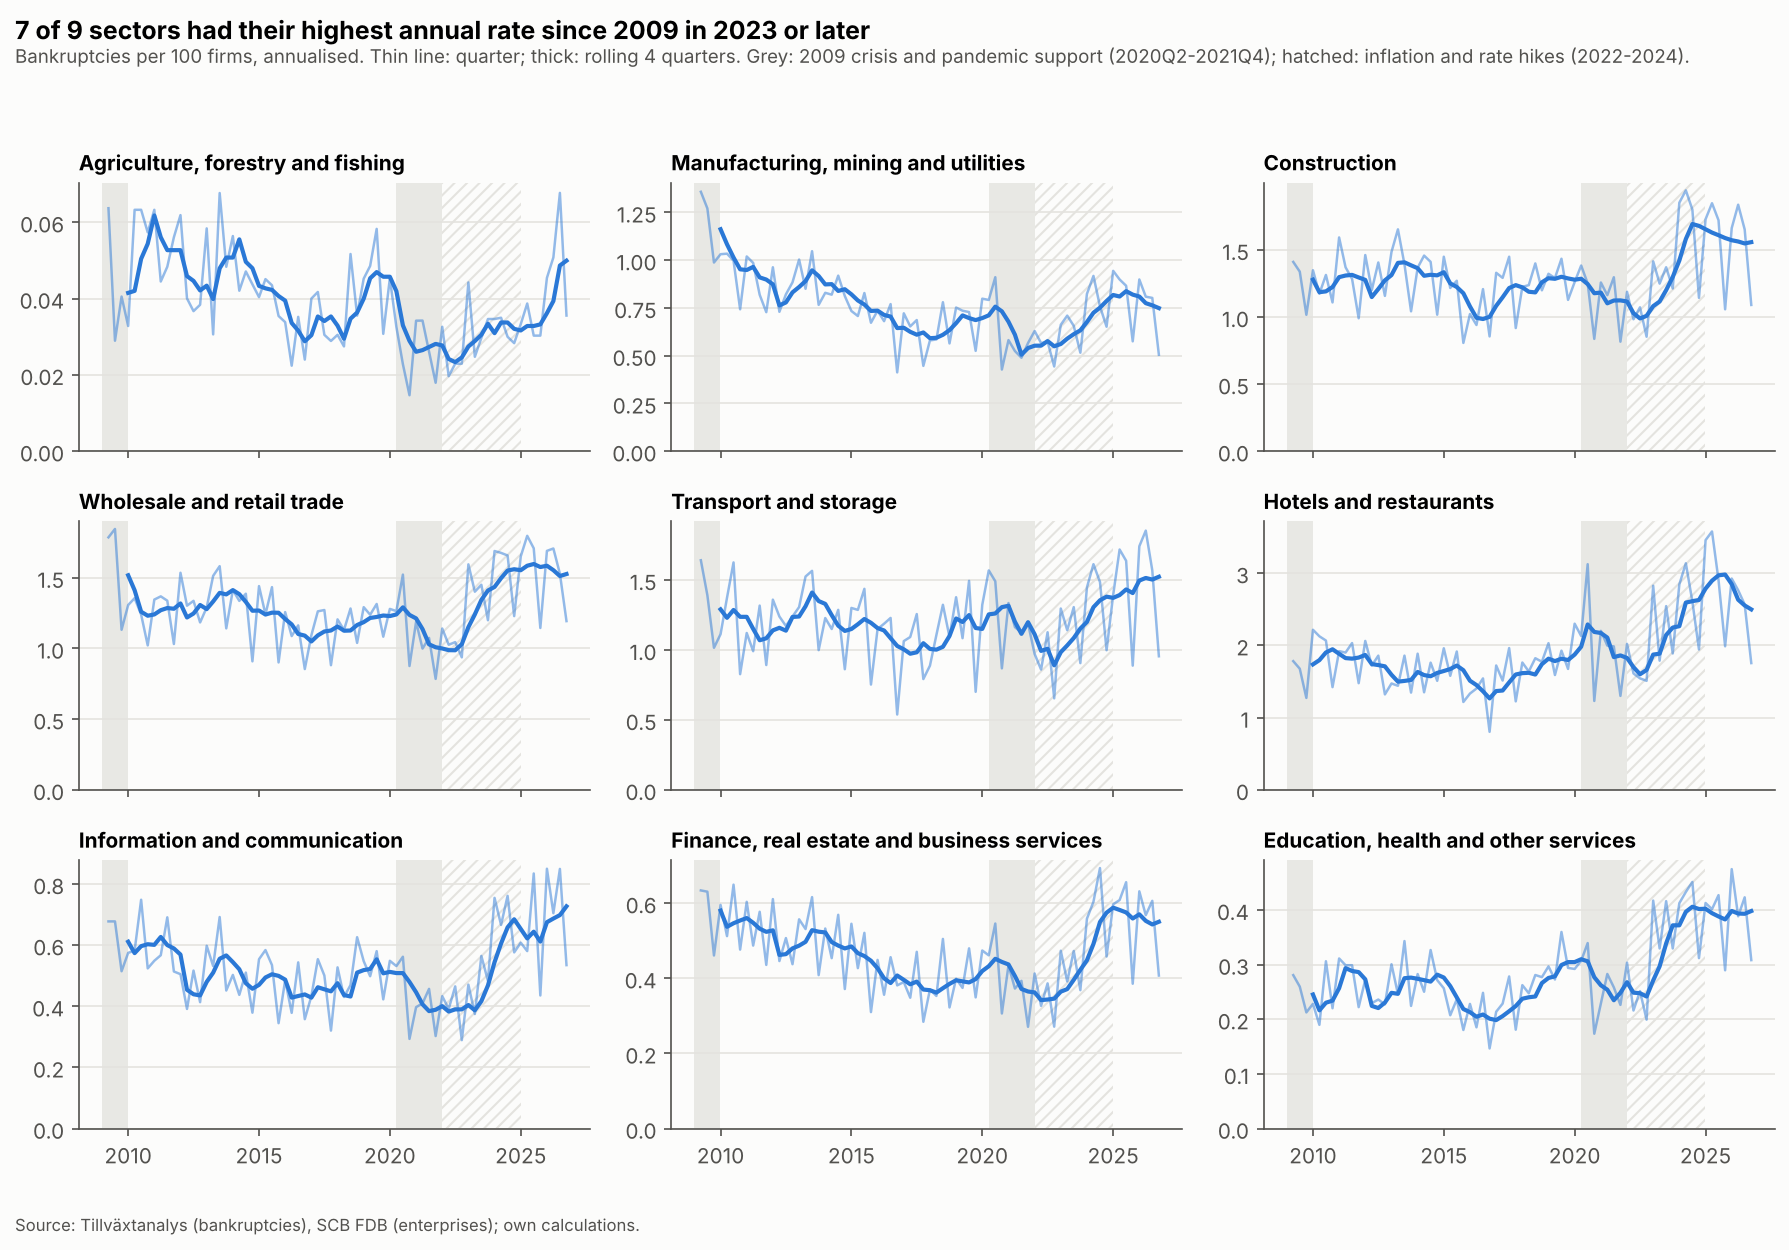 7 of 9 sectors had their highest annual rate since 2009 in 2023 or later
Bankruptcies per 100 firms, annualised. Thin line: quarter; thick: rolling 4 quarters. Grey: 2009 crisis and pandemic support (2020Q2-2021Q4); hatched: inflation and rate hikes (2022-2024).
Agriculture, forestry and fishing
0.06
0.04
0.02
0.00
Manufacturing, mining and utilities
1.25
1.00
0.75
0.50
0.25
0.00
Construction
1.5
1.0
0.5
0.0
Wholesale and retail trade
1.5
1.0
0.5
0.0
Transport and storage
1.5
1.0
0.5
0.0
Hotels and restaurants
3
2
1
0
Information and communication
0.8
0.6
0.4
0.2
0.0
2010 2015 2020 2025
Finance, real estate and business services
0.6
0.4
0.2
0.0
2010 2015 2020 2025
Education, health and other services
0.4
0.3
0.2
0.1
0.0
2010 2015 2020 2025
Source: Tillväxtanalys (bankruptcies), SCB FDB (enterprises); own calculations.